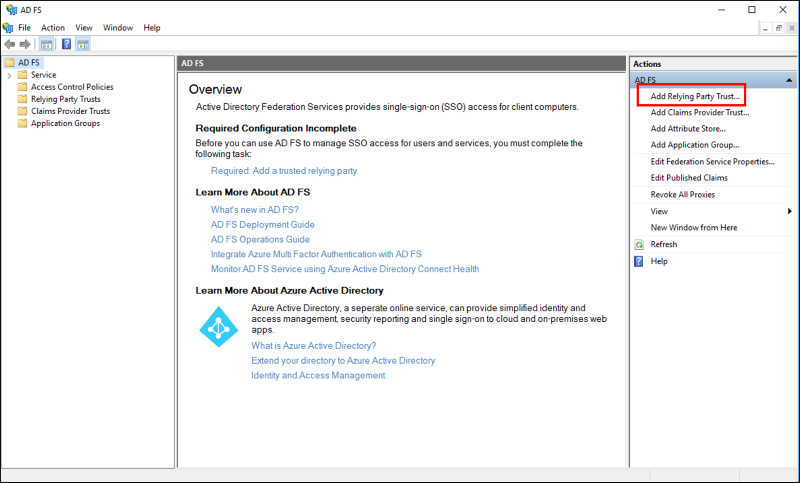 AD FS
File Action View Window Help
AD FS
Service
Access Control Policies
Relying Party Trusts
Claims Provider Trusts
Application Groups
AD FS
Overview
Active Directory Federation Services provides single-sign-on (SSO) access for client computers.
Required Configuration Incomplete
Before you can use AD FS to manage SSO access for users and services, you must complete the
following task:
Required: Add a trusted relying party
Learn More About AD FS
What's new in AD FS?
AD FS Deployment Guide
AD FS Operations Guide
Integrate Azure Multi Factor Authentication with AD FS
Monitor AD FS Service using Azure Active Directory Connect Health
Learn More About Azure Active Directory
Azure Active Directory, a seperate online service, can provide simplified identity and
access management, security reporting and single sign-on to cloud and on-premises web
apps.
What is Azure Active Directory?
Extend your directory to Azure Active Directory
Identity and Access Management
Actions
AD FS
Add Relying Party Trust...
Add Claims Provider Trust...
Add Attribute Store...
Add Application Group...
Edit Federation Service Properties...
Edit Published Claims
Revoke All Proxies
View
New Window from Here
Refresh
Help